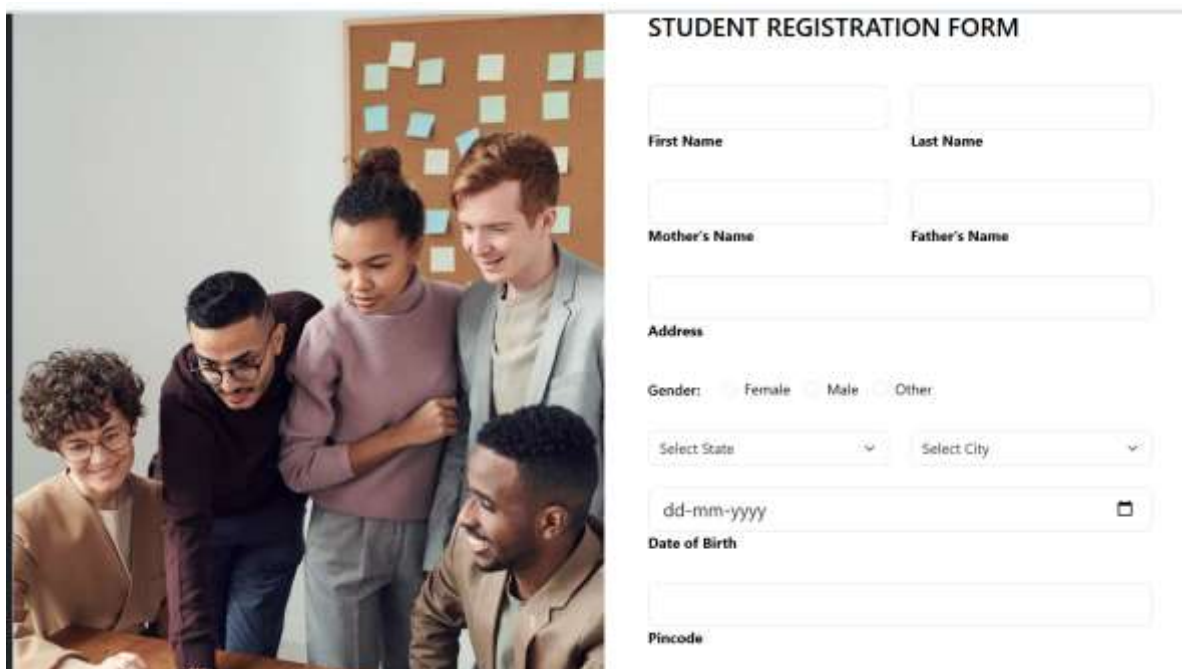 STUDENT REGISTRATION FORM
First Name Last Name
Mother's Name Father's Name
Address
Gender: Female Male Other
Select State Select City
dd-mm-yyyy
Date of Birth
Pincode